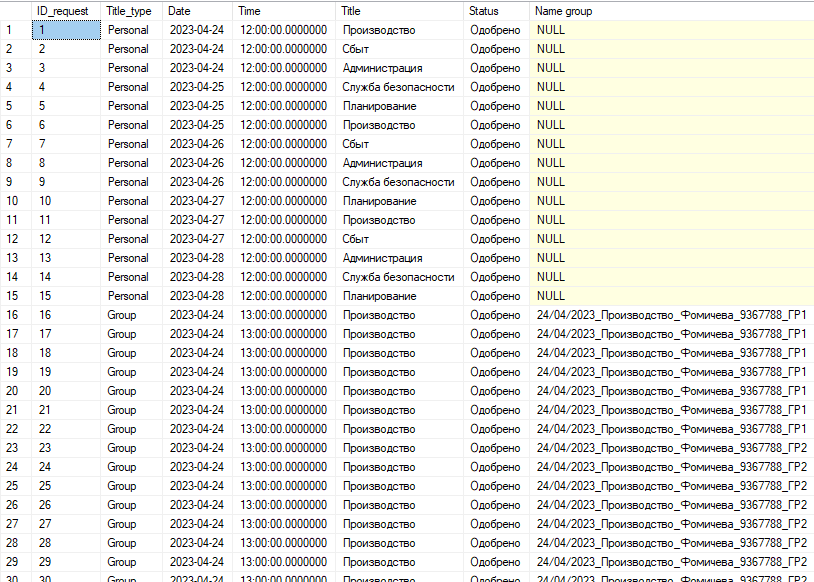 ID_request Title_type Date Time Title Status Name group
1 1 Personal 2023-04-24 12:00:00.0000000 Производство Одобрено NULL
2 2 Personal 2023-04-24 12:00:00.0000000 Сбыт Одобрено NULL
3 3 Personal 2023-04-24 12:00:00.0000000 Администрация Одобрено NULL
4 4 Personal 2023-04-25 12:00:00.0000000 Служба безопасности Одобрено NULL
5 5 Personal 2023-04-25 12:00:00.0000000 Планирование Одобрено NULL
6 6 Personal 2023-04-25 12:00:00.0000000 Производство Одобрено NULL
7 7 Personal 2023-04-26 12:00:00.0000000 Сбыт Одобрено NULL
8 8 Personal 2023-04-26 12:00:00.0000000 Администрация Одобрено NULL
9 9 Personal 2023-04-26 12:00:00.0000000 Служба безопасности Одобрено NULL
10 10 Personal 2023-04-27 12:00:00.0000000 Планирование Одобрено NULL
11 11 Personal 2023-04-27 12:00:00.0000000 Производство Одобрено NULL
12 12 Personal 2023-04-27 12:00:00.0000000 Сбыт Одобрено NULL
13 13 Personal 2023-04-28 12:00:00.0000000 Администрация Одобрено NULL
14 14 Personal 2023-04-28 12:00:00.0000000 Служба безопасности Одобрено NULL
15 15 Personal 2023-04-28 12:00:00.0000000 Планирование Одобрено NULL
16 16 Group 2023-04-24 13:00:00.0000000 Производство Одобрено 24/04/2023_Производство_Фомичева_9367788_ГР1
17 17 Group 2023-04-24 13:00:00.0000000 Производство Одобрено 24/04/2023_Производство_Фомичева_9367788_ГР1
18 18 Group 2023-04-24 13:00:00.0000000 Производство Одобрено 24/04/2023_Производство_Фомичева_9367788_ГР1
19 19 Group 2023-04-24 13:00:00.0000000 Производство Одобрено 24/04/2023_Производство_Фомичева_9367788_ГР1
20 20 Group 2023-04-24 13:00:00.0000000 Производство Одобрено 24/04/2023_Производство_Фомичева_9367788_ГР1
21 21 Group 2023-04-24 13:00:00.0000000 Производство Одобрено 24/04/2023_Производство_Фомичева_9367788_ГР1
22 22 Group 2023-04-24 13:00:00.0000000 Производство Одобрено 24/04/2023_Производство_Фомичева_9367788_ГР1
23 23 Group 2023-04-24 13:00:00.0000000 Производство Одобрено 24/04/2023_Производство_Фомичева_9367788_ГР2
24 24 Group 2023-04-24 13:00:00.0000000 Производство Одобрено 24/04/2023_Производство_Фомичева_9367788_ГР2
25 25 Group 2023-04-24 13:00:00.0000000 Производство Одобрено 24/04/2023_Производство_Фомичева_9367788_ГР2
26 26 Group 2023-04-24 13:00:00.0000000 Производство Одобрено 24/04/2023_Производство_Фомичева_9367788_ГР2
27 27 Group 2023-04-24 13:00:00.0000000 Производство Одобрено 24/04/2023_Производство_Фомичева_9367788_ГР2
28 28 Group 2023-04-24 13:00:00.0000000 Производство Одобрено 24/04/2023_Производство_Фомичева_9367788_ГР2
29 29 Group 2023-04-24 13:00:00.0000000 Производство Одобрено 24/04/2023_Производство_Фомичева_9367788_ГР2
30 30 Group 2023-04-24 13:00:00.0000000 Производство Одобрено 24/04/2023_Производство_Фомичева_9367788_ГР2